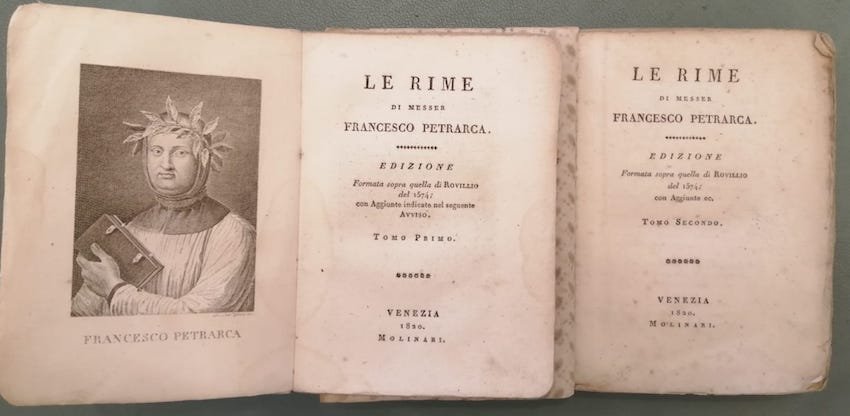 FRANCESCO PETRARCA
LE RIME
DI MESSER
FRANCESCO PETRARCA.
EDIZIONE
Formata sopra quella di ROVILLIO
del 1574;
con Aggiunte indicate nel seguente
AVVISO.
TOMO PRIMO.
VENEZIA
1820.
MOLINARI.
LE RIME
DI MESSER
FRANCESCO PETRARCA.
EDIZIONE
Formata sopra quella di ROVILLIO
del 1574;
con Aggiunte ec.
TOMO SECONDO.
VENEZIA
1820.
MOLINARI.